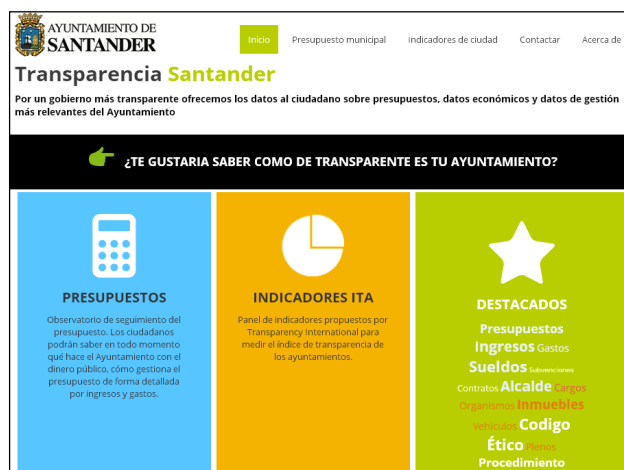 AYUNTAMIENTO DE
SANTANDER
Inicio Presupuesto municipal Indicadores de ciudad Contactar Acerca de
Transparencia Santander
Por un gobierno más transparente ofrecemos los datos al ciudadano sobre presupuestos, datos económicos y datos de gestión
más relevantes del Ayuntamiento
¿TE GUSTARIA SABER COMO DE TRANSPARENTE ES TU AYUNTAMIENTO?
PRESUPUESTOS
Observatorio de seguimiento del
presupuesto. Los ciudadanos
podrán saber en todo momento
qué hace el Ayuntamiento con el
dinero público, cómo gestiona el
presupuesto de forma detallada
por ingresos y gastos.
INDICADORES ITA
Panel de indicadores propuestos por
Transparency International para
medir el índice de transparencia de
los ayuntamientos.
DESTACADOS
Presupuestos
Ingresos Gastos
Sueldos Subvenciones
Contratos Alcalde Cargos
Organismos Inmuebles
Vehiculos Codigo
Ético Plenos
Procedimiento